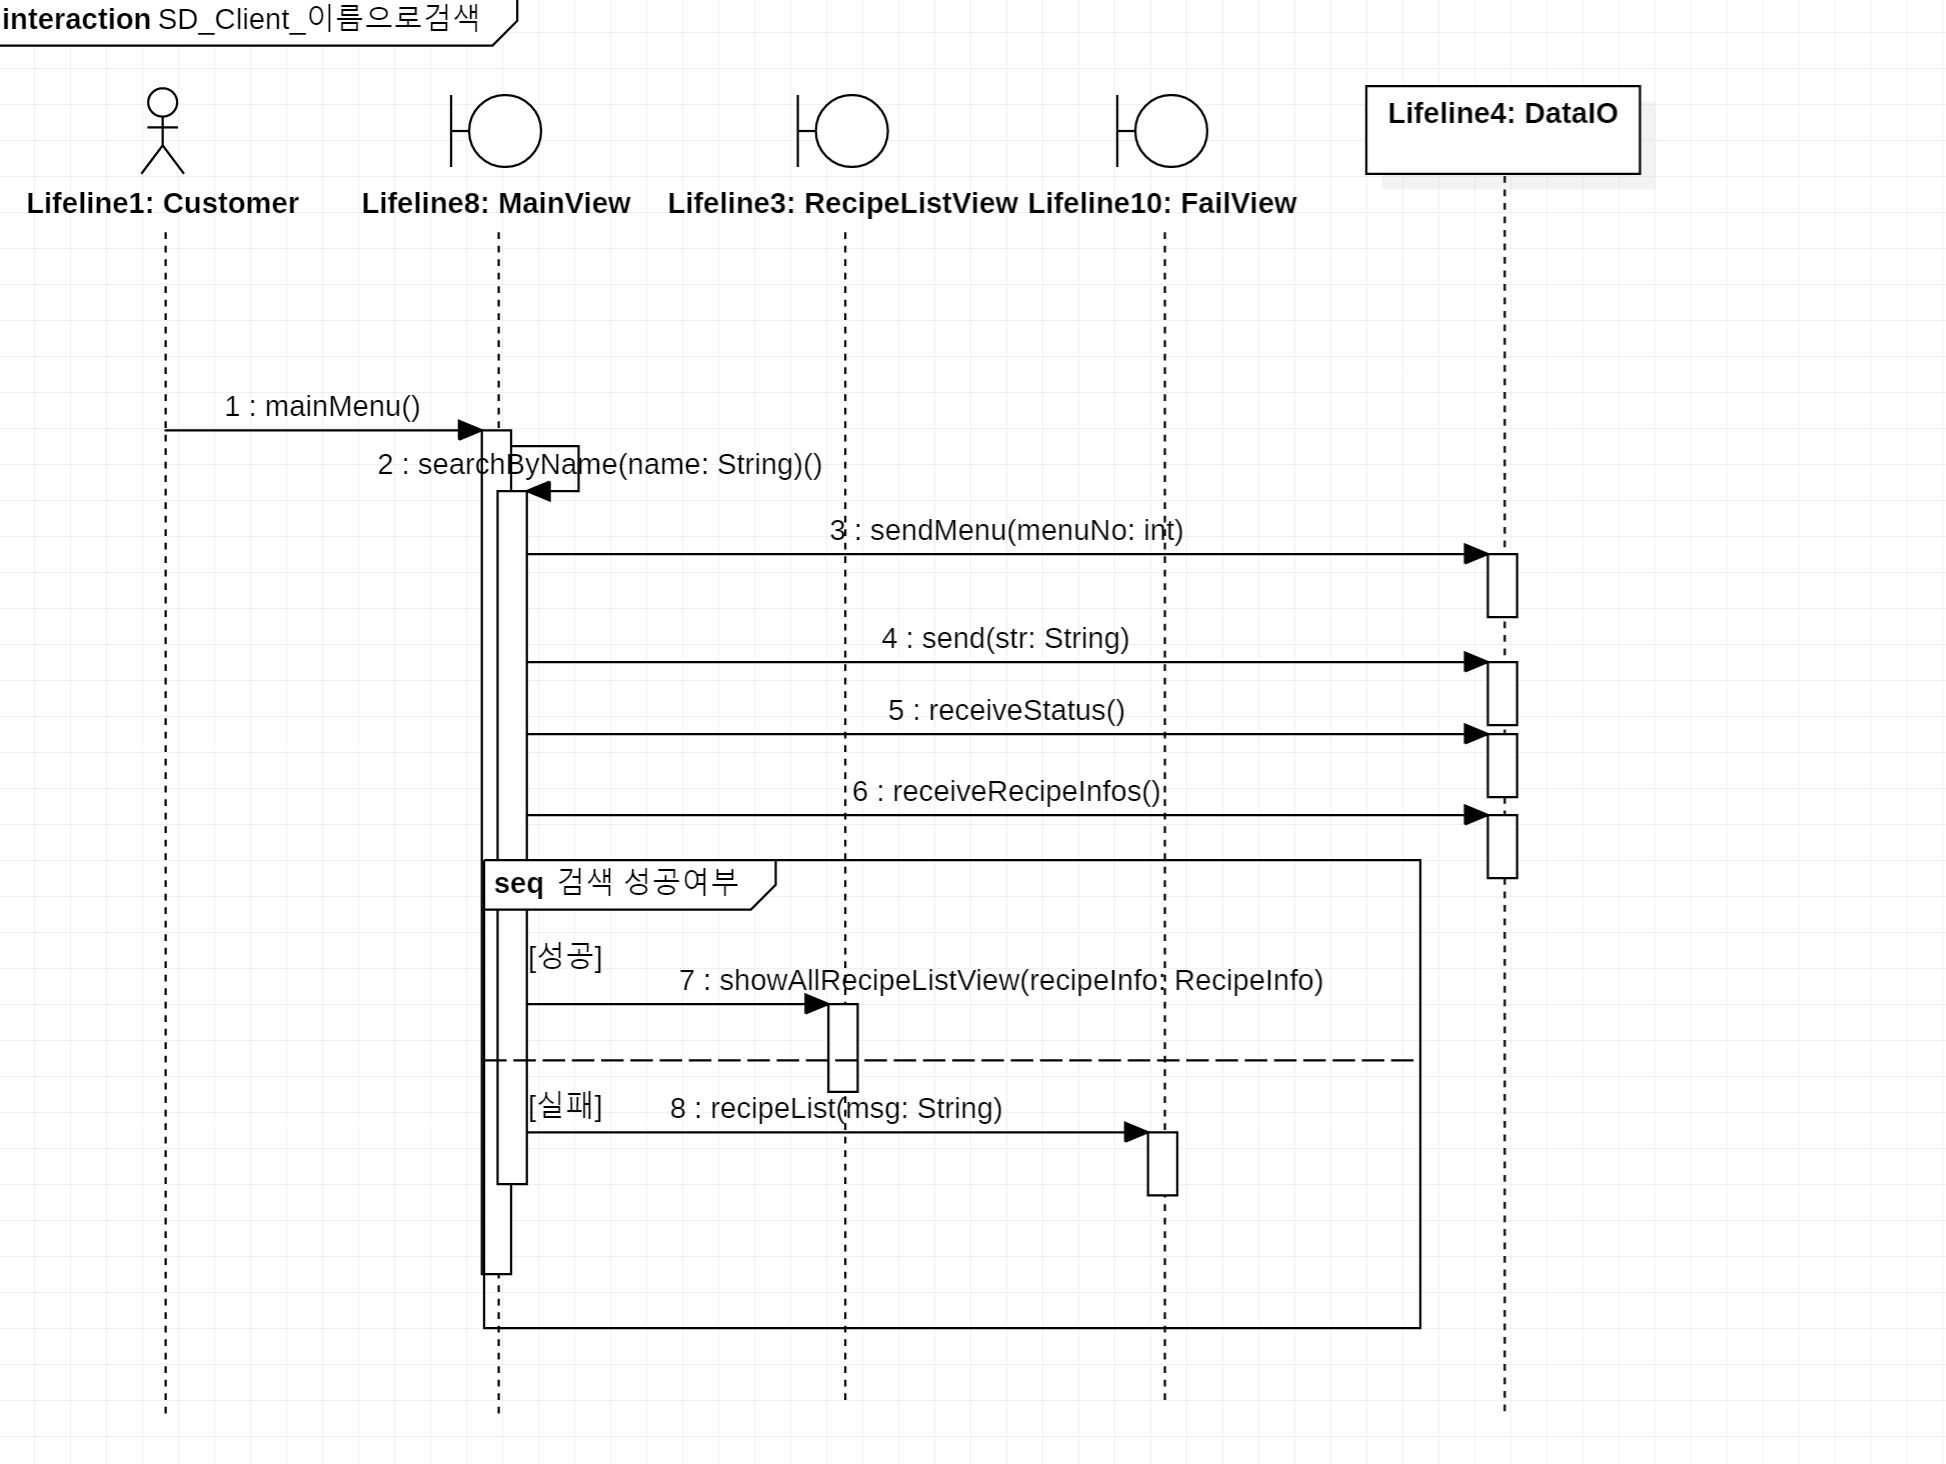 interaction SD_Client_이름으로검색
Lifeline1: Customer
Lifeline8: MainView
Lifeline3: RecipeListView
Lifeline10: FailView
Lifeline4: DataIO
1 : mainMenu()
2 : searchByName(name: String)()
3 : sendMenu(menuNo: int)
4 : send(str: String)
5 : receiveStatus()
6 : receiveRecipeInfos()
seq 검색 성공여부
[성공]
7 : showAllRecipeListView(recipeInfo: RecipeInfo)
[실패]
8 : recipeList(msg: String)